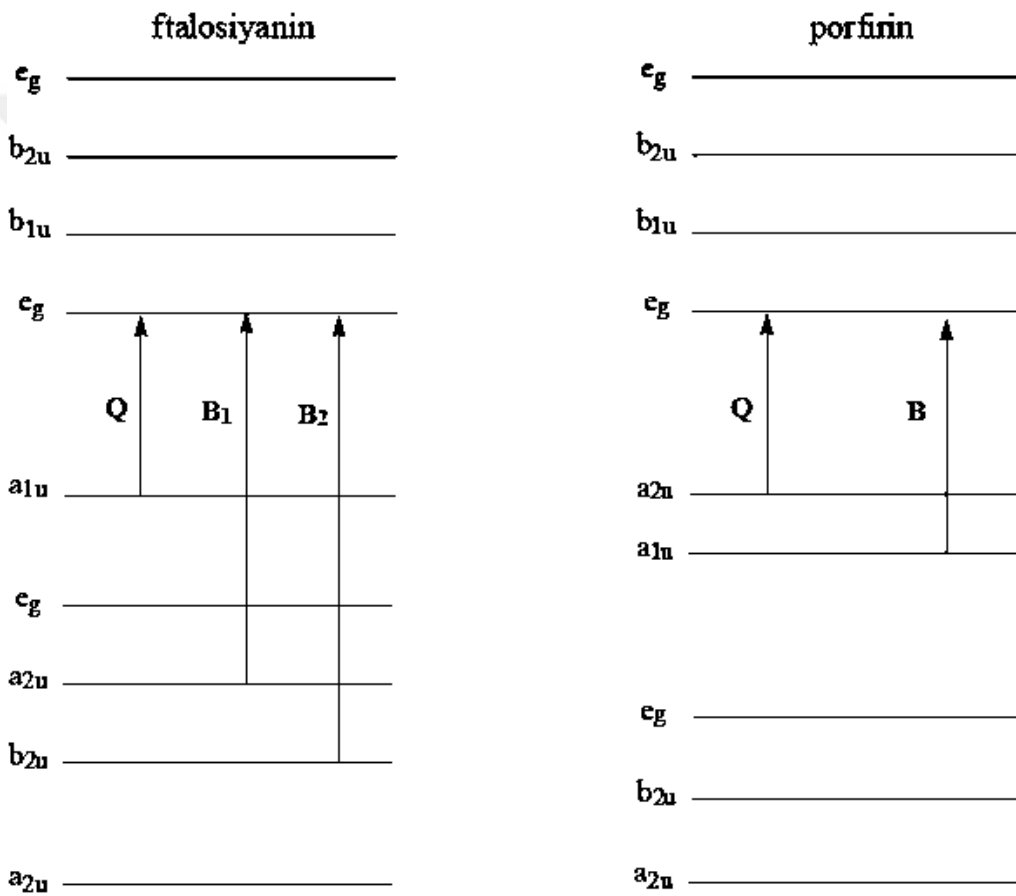 ftalosiyanin
eg
b2u
b1u
eg
Q B1 B2
a1u
eg
a2u
b2u
a2u
porfirin
eg
b2u
b1u
eg
Q B
a2u
a1u
eg
b2u
a2u